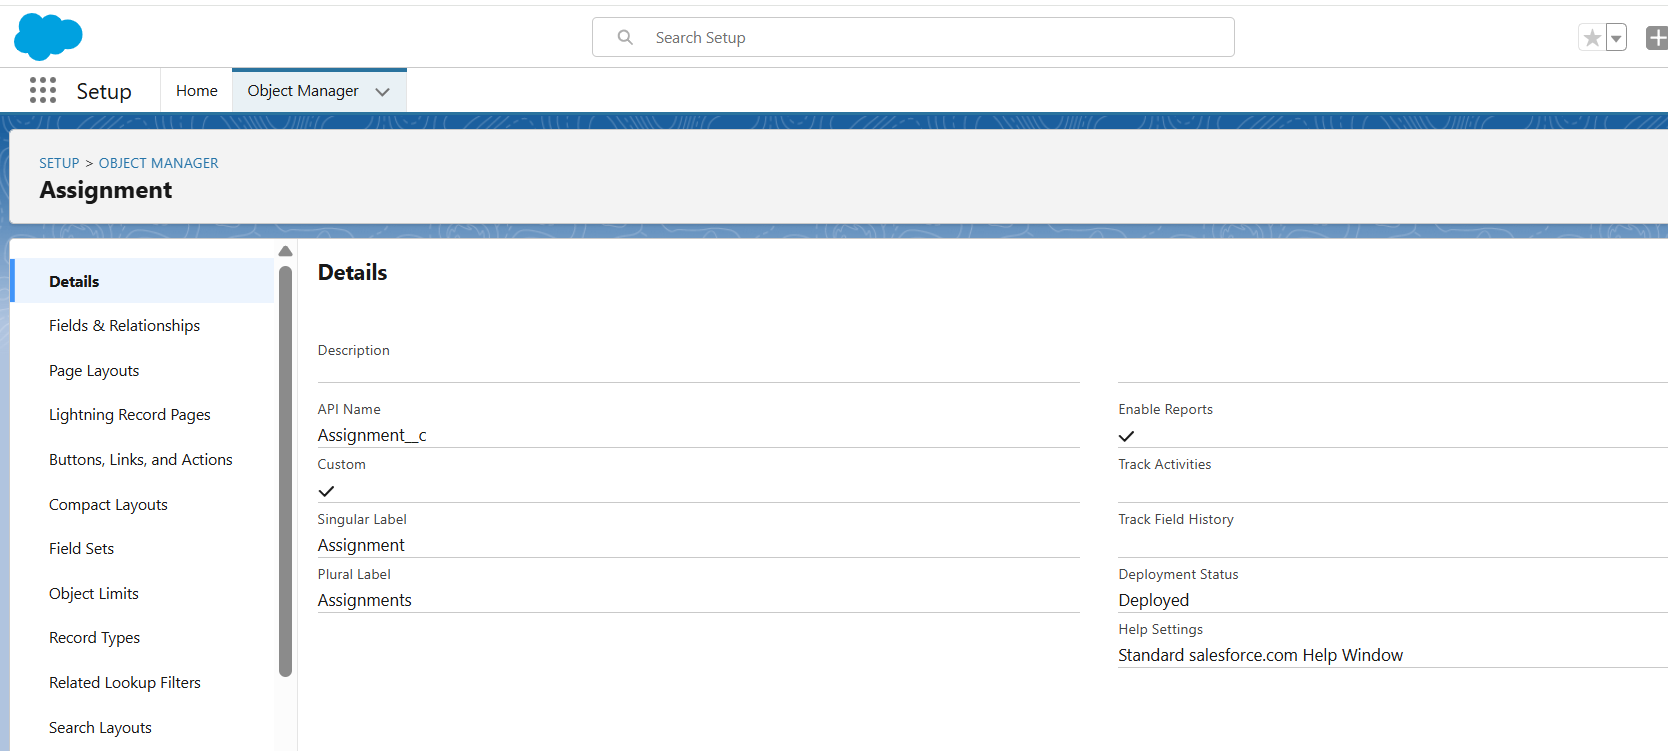 Search Setup
Setup
Home
Object Manager
SETUP > OBJECT MANAGER
Assignment
Details
Fields & Relationships
Page Layouts
Lightning Record Pages
Buttons, Links, and Actions
Compact Layouts
Field Sets
Object Limits
Record Types
Related Lookup Filters
Search Layouts
Details
Description
API Name
Assignment__c
Custom
Singular Label
Assignment
Plural Label
Assignments
Enable Reports
Track Activities
Track Field History
Deployment Status
Deployed
Help Settings
Standard salesforce.com Help Window